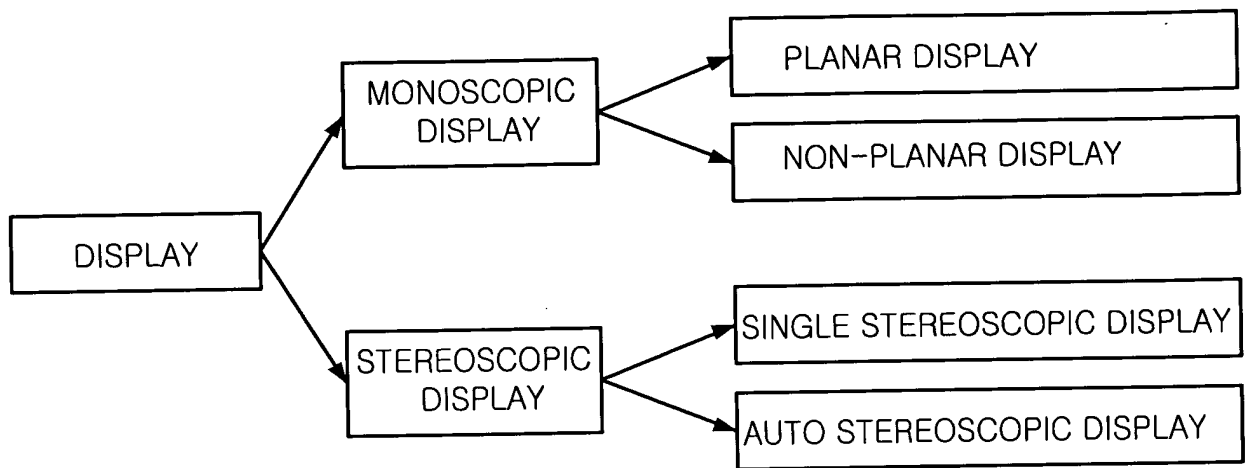 DISPLAY
MONOSCOPIC
DISPLAY
PLANAR DISPLAY
NON-PLANAR DISPLAY
STEREOSCOPIC
DISPLAY
SINGLE STEREOSCOPIC DISPLAY
AUTO STEREOSCOPIC DISPLAY